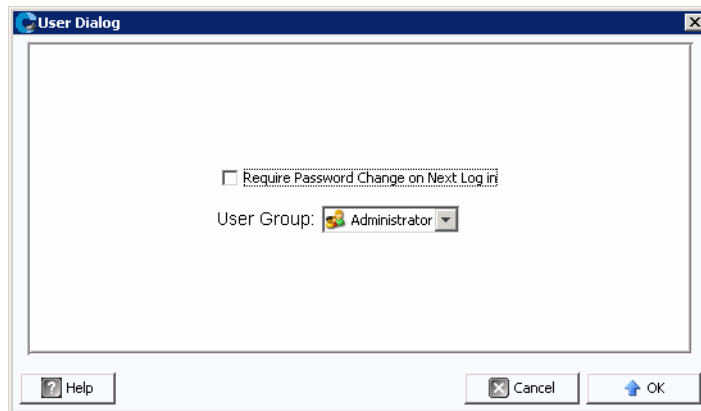 User Dialog
Require Password Change on Next Log in
User Group: Administrator
? Help
Cancel
OK